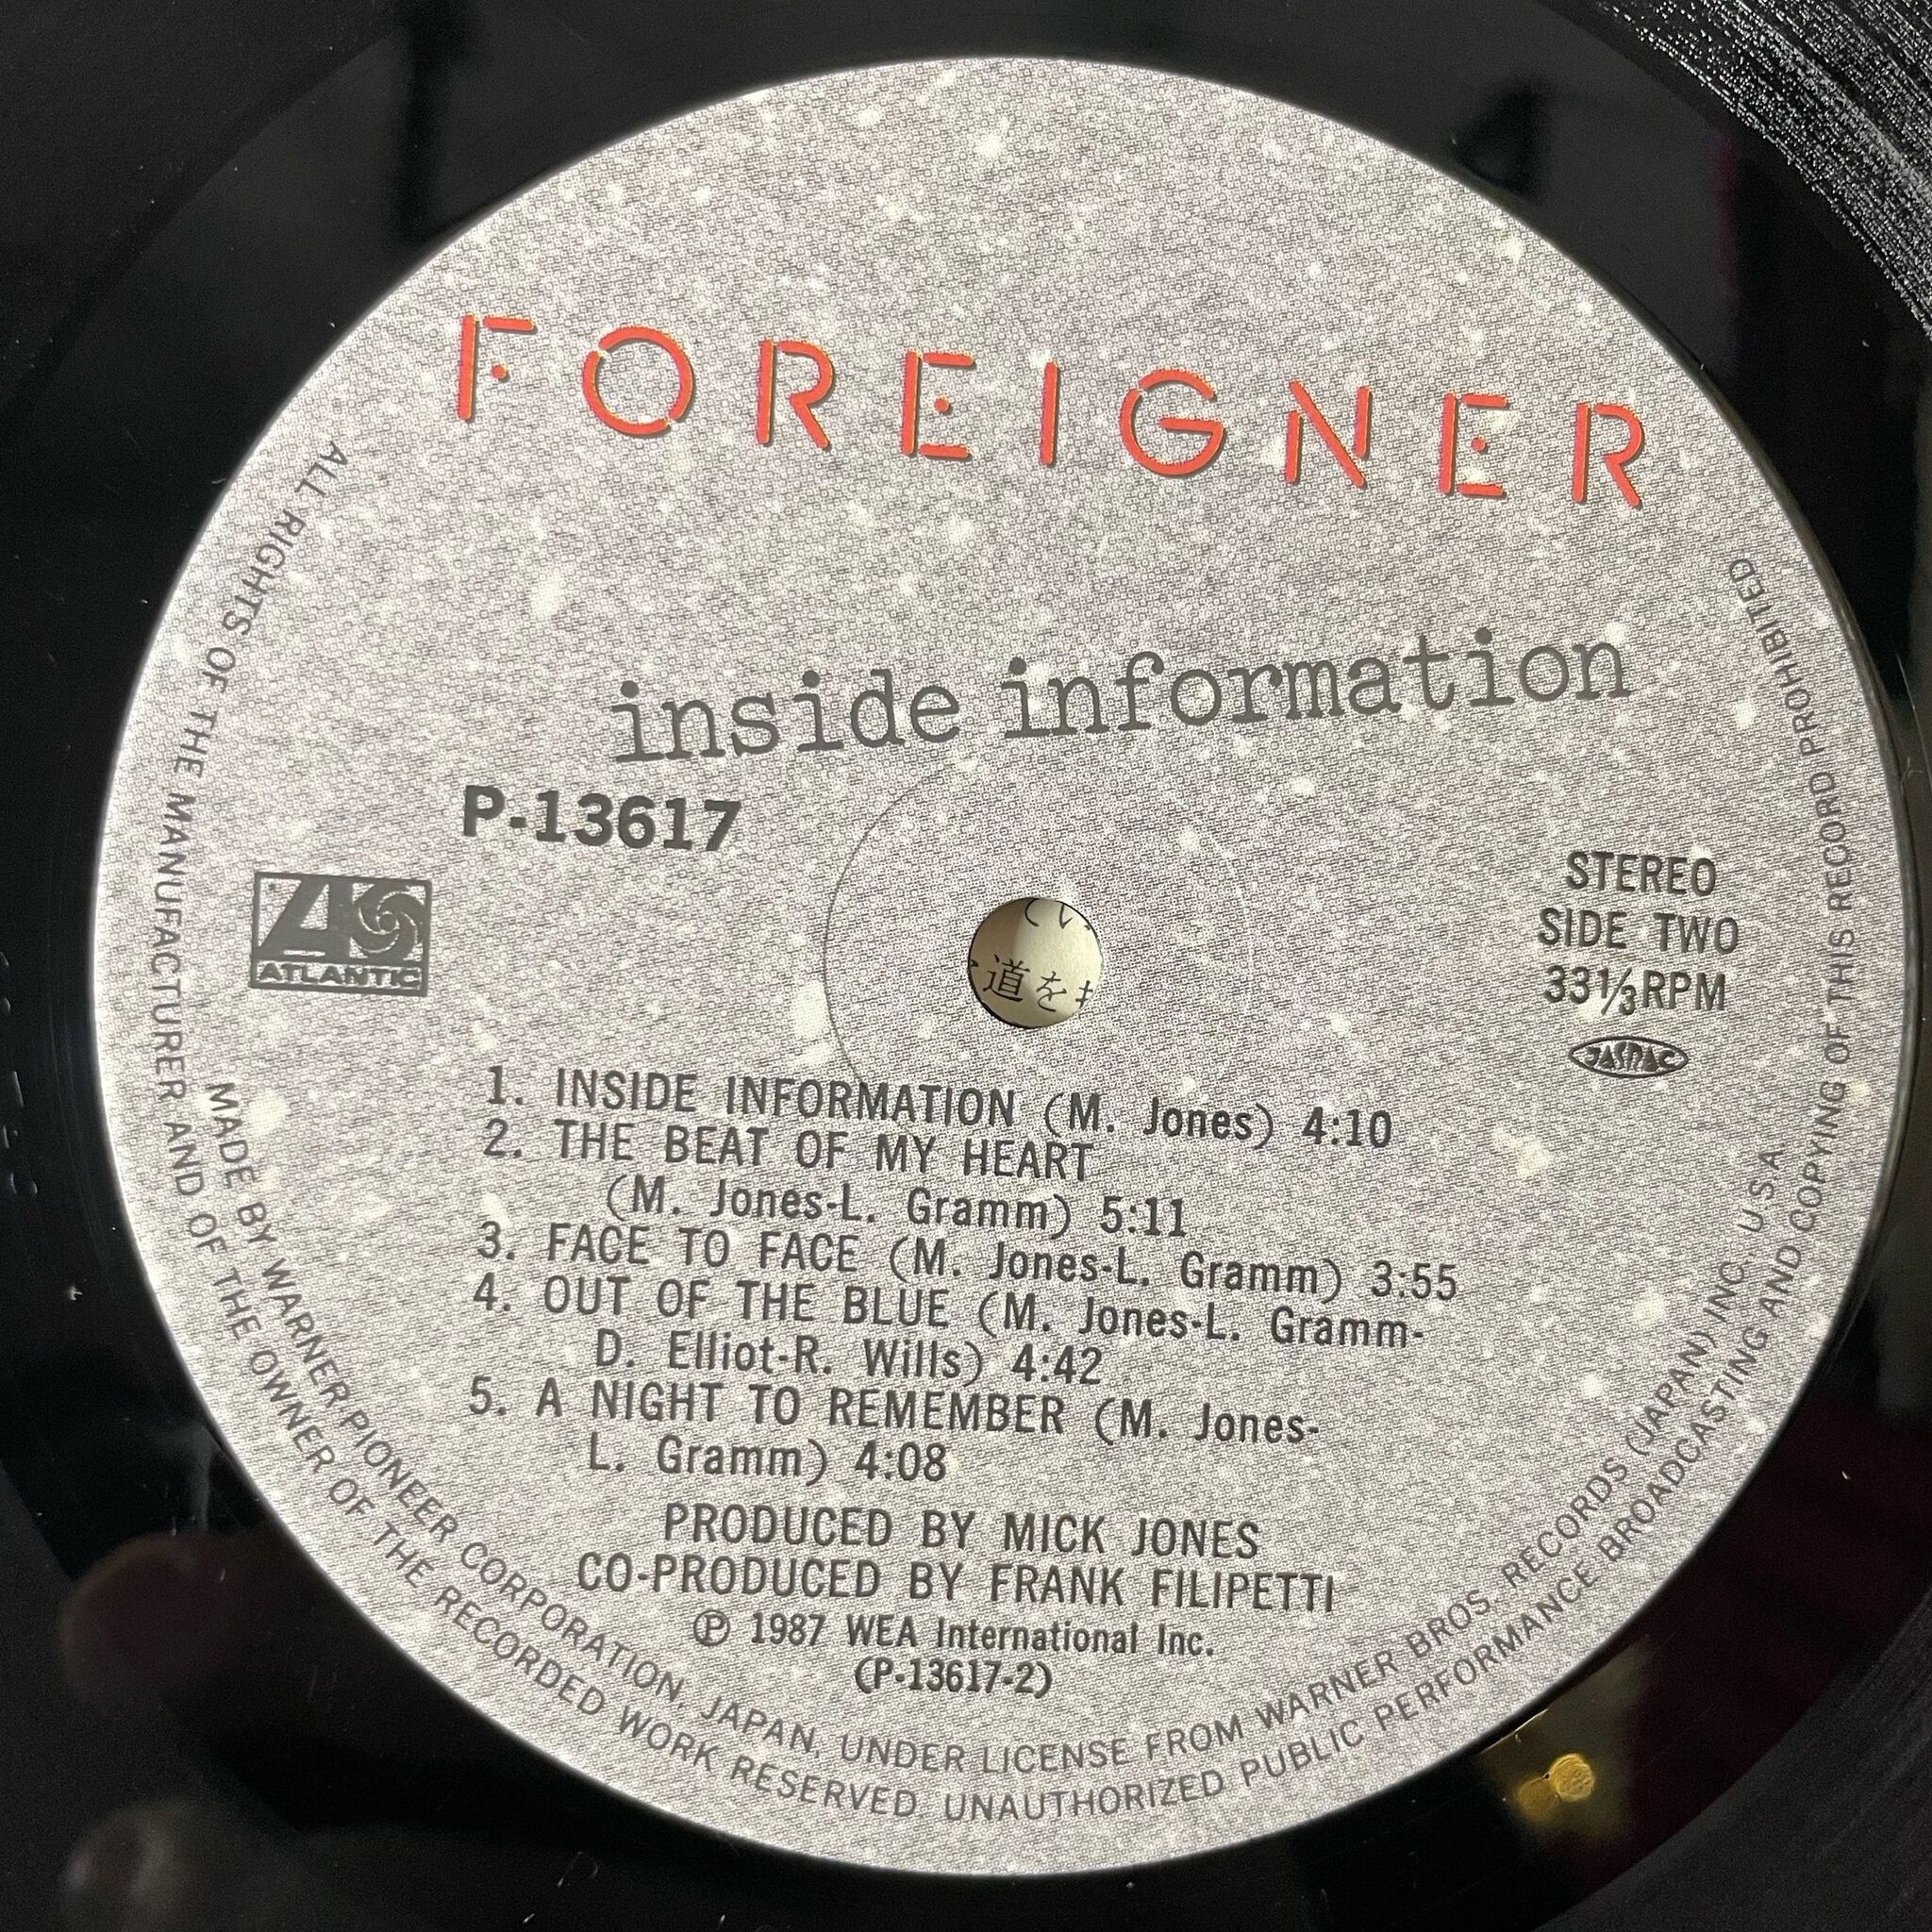 FOREIGNER
inside information
P-13617
ATLANTIC
STEREO
SIDE TWO
33⅓RPM
JASRAC
道を
1. INSIDE INFORMATION (M. Jones) 4:10
2. THE BEAT OF MY HEART
(M. Jones-L. Gramm) 5:11
3. FACE TO FACE (M. Jones-L. Gramm) 3:55
4. OUT OF THE BLUE (M. Jones-L. Gramm-
D. Elliot-R. Wills) 4:42
5. A NIGHT TO REMEMBER (M. Jones-
L. Gramm) 4:08
PRODUCED BY MICK JONES
CO-PRODUCED BY FRANK FILIPETTI
℗ 1987 WEA International Inc.
(P-13617-2)
MADE BY WARNER-PIONEER CORPORATION, JAPAN, UNDER LICENSE FROM WARNER BROS. RECORDS (JAPAN) INC., U.S.A.
ALL RIGHTS OF THE MANUFACTURER AND OF THE OWNER OF THE RECORDED WORK RESERVED. UNAUTHORIZED PUBLIC PERFORMANCE BROADCASTING AND COPYING OF THIS RECORD PROHIBITED